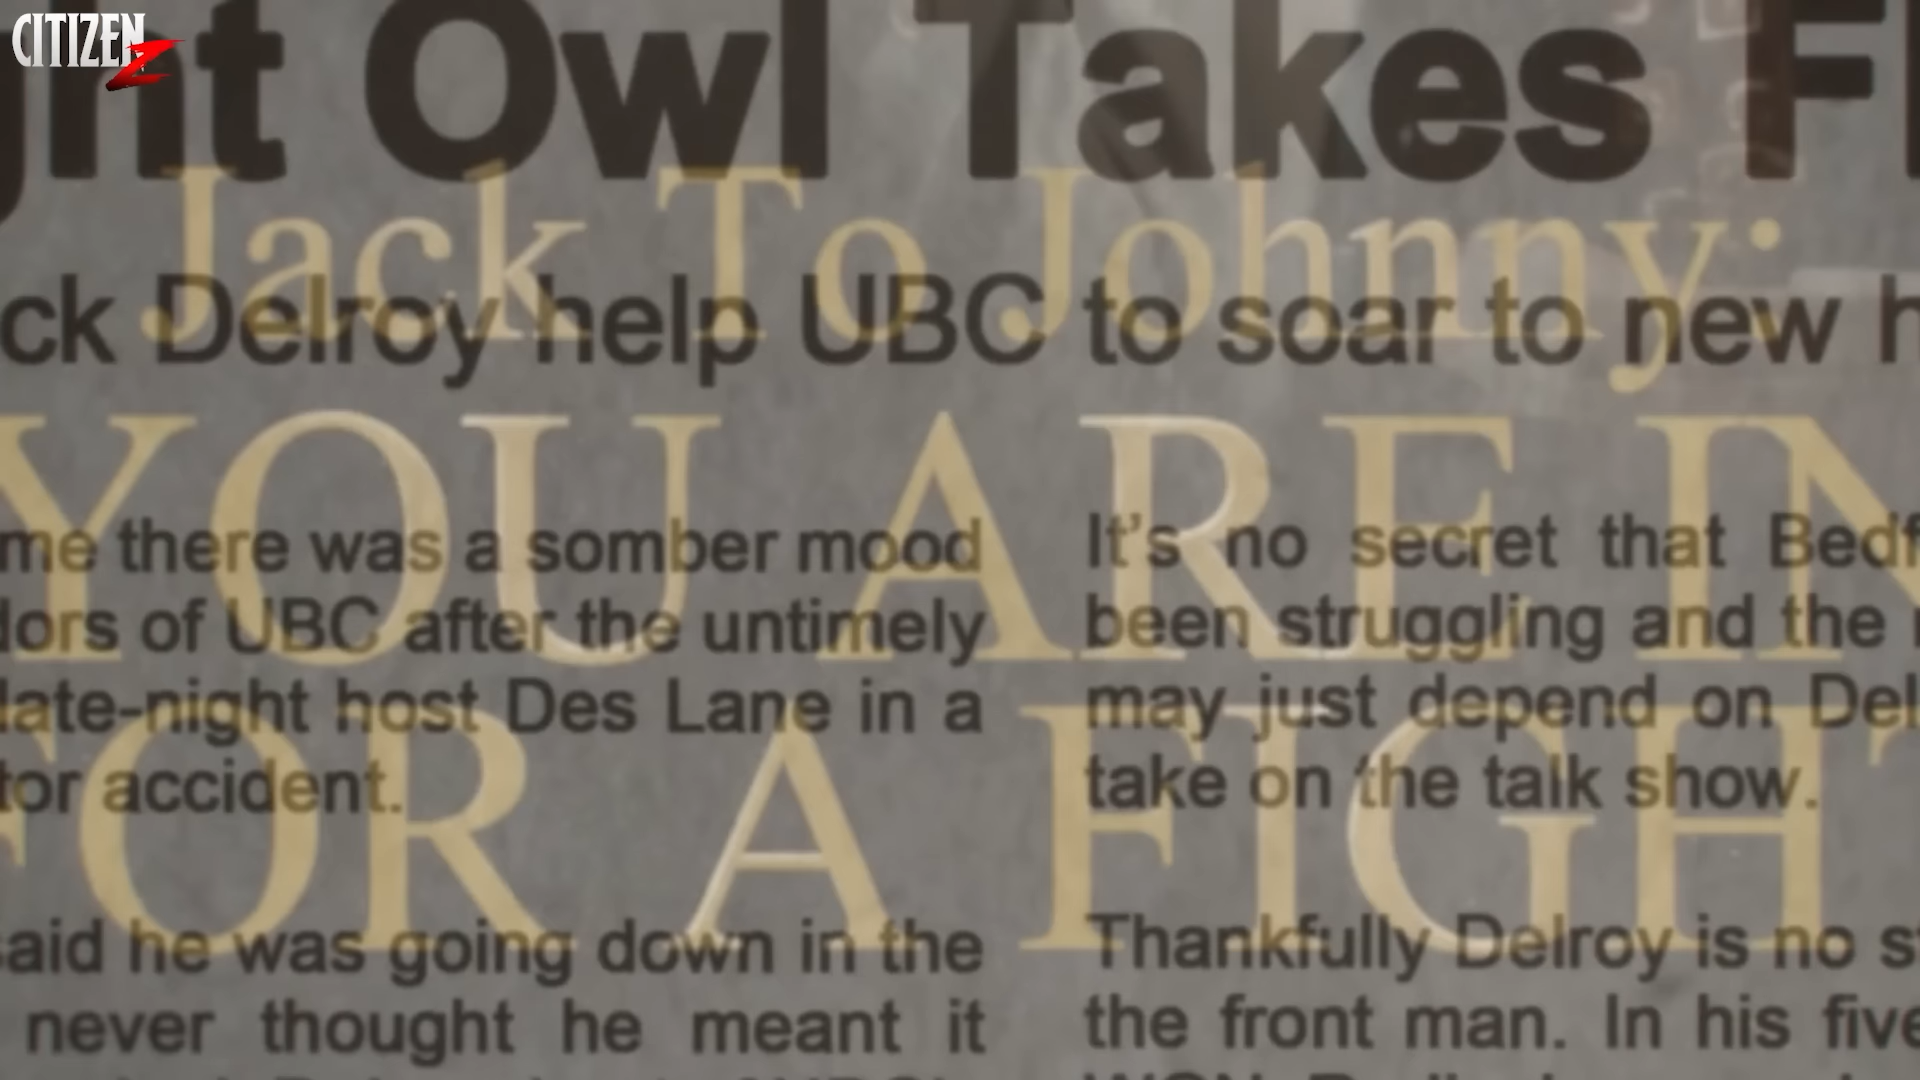 CITIZEN Z
ght Owl Takes
Jack To Johnny:
ck Delroy help UBC to soar to new h
YOU ARE IN
FOR A FIGHT
me there was a somber mood
dors of UBC after the untimely
late-night host Des Lane in a
tor accident.
said he was going down in the
never thought he meant it
It's no secret that Bedf
been struggling and the
may just depend on Del
take on the talk show.
Thankfully Delroy is no st
the front man. In his five